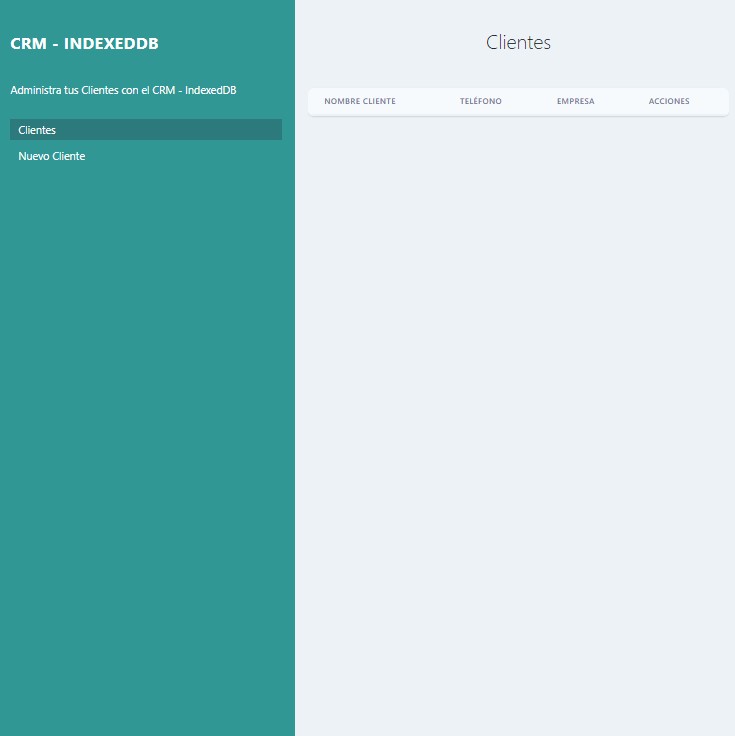 CRM - INDEXEDDB
Administra tus Clientes con el CRM - IndexedDB
Clientes
Nuevo Cliente
Clientes
NOMBRE CLIENTE TELÉFONO EMPRESA ACCIONES